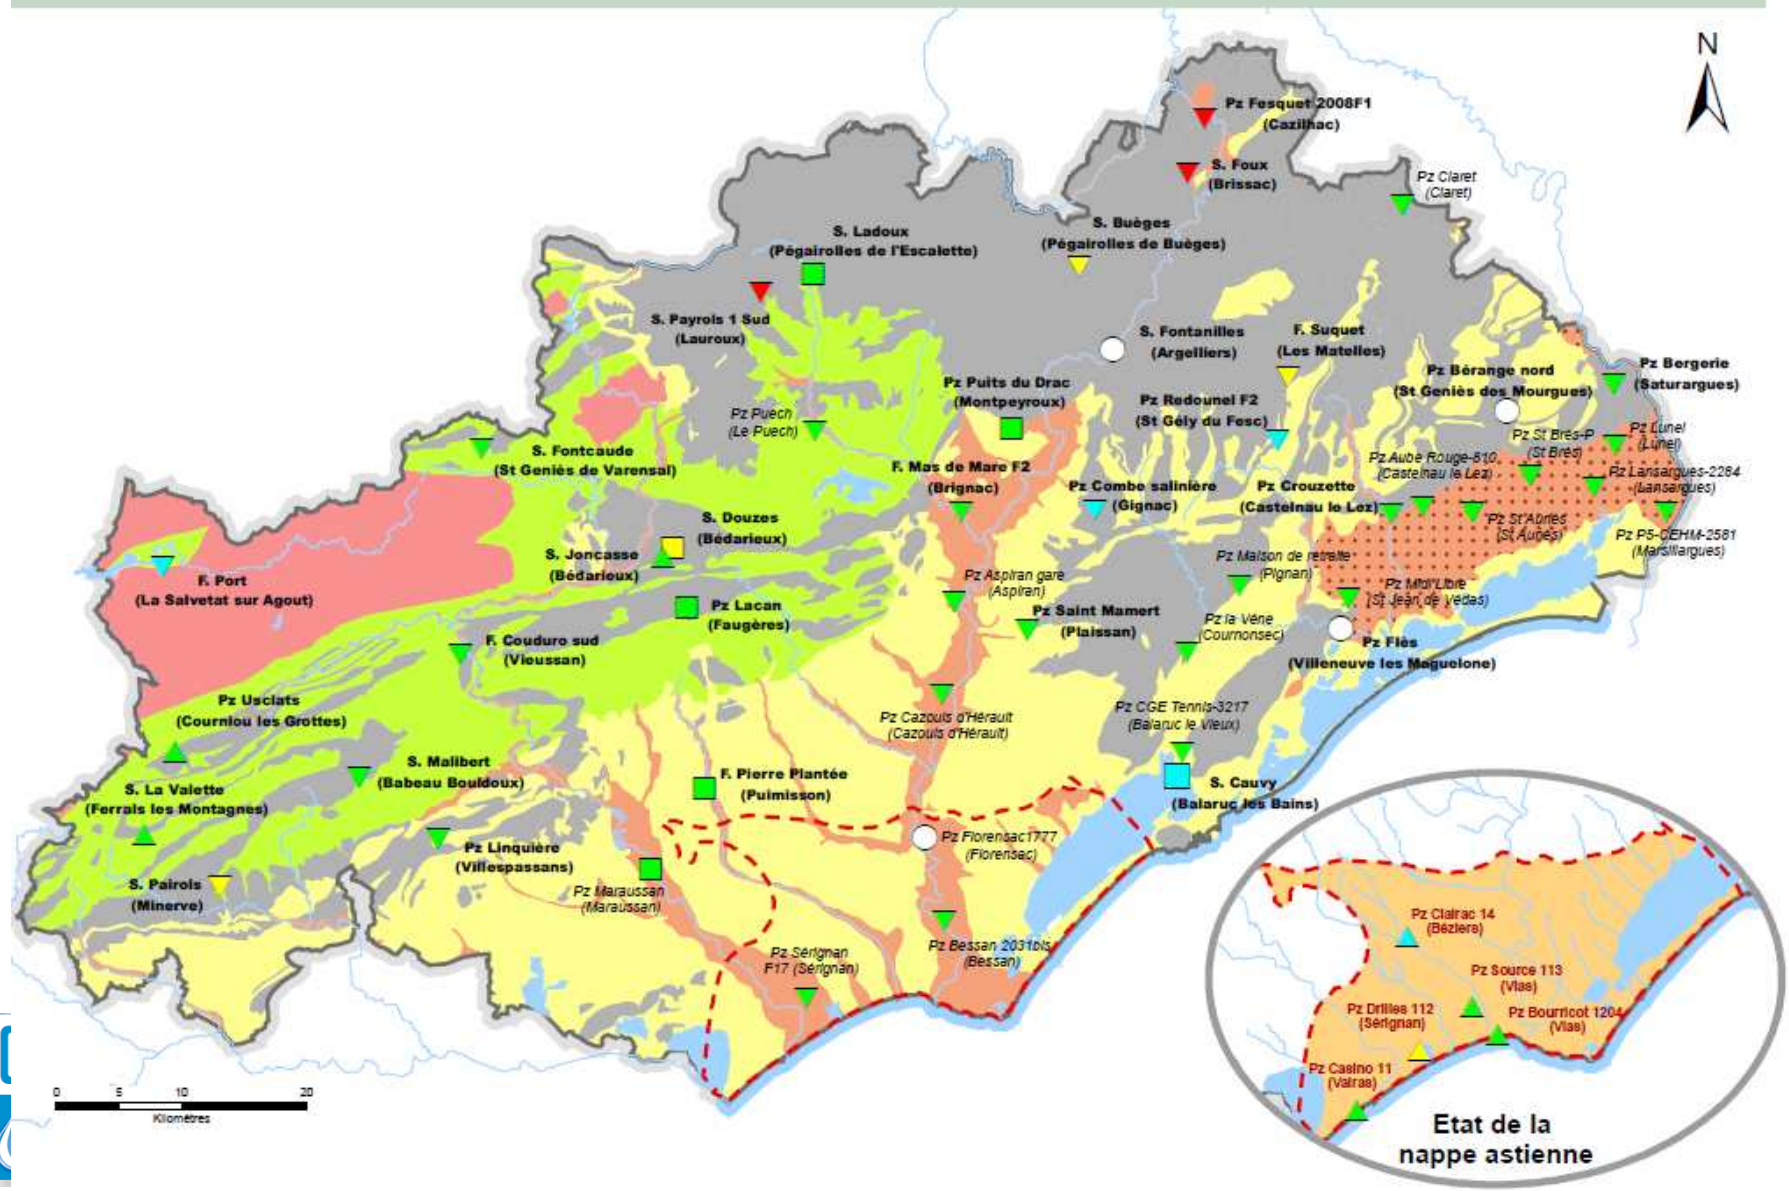 N
Pz Fesquet 2008F1
(Cazilhac)
S. Foux
(Brissac)
Pz Claret
(Claret)
S. Buèges
(Pégairolles de Buèges)
S. Ladoux
(Pégairolles de l'Escalette)
S. Payrols 1 Sud
(Lauroux)
S. Fontanilles
(Argelliers)
F. Suquet
(Les Matelles)
Pz Bérange nord
(St Geniès des Mourgues)
Pz Bergerie
(Saturargues)
Pz Puits du Drac
(Montpeyroux)
Pz Redounel F2
(St Gély du Fesc)
Pz Puech
(Le Puech)
Pz St Brès-P
(St Brès)
Pz Lunel
(Lunel)
S. Fontcaude
(St Geniès de Varensal)
F. Mas de Mare F2
(Brignac)
Pz Aube Rouge-810
(Castelnau le Lez)
Pz Lansargues-2284
(Lansargues)
Pz Combe salinière
(Gignac)
Pz Crouzette
(Castelnau le Lez)
S. Douzes
(Bédarieux)
Pz St Aunès
(St Aunès)
Pz P5-CEHM-2581
(Marsillargues)
S. Joncasse
(Bédarieux)
Pz Maison de retraite
(Pignan)
F. Port
(La Salvetat sur Agout)
Pz Aspiran gare
(Aspiran)
Pz Midi Libre
(St Jean de Védas)
Pz Lacan
(Faugères)
Pz Saint Mamert
(Plaissan)
Pz la Vène
(Cournonsec)
F. Couduro sud
(Vieussan)
Pz Flès
(Villeneuve les Maguelone)
Pz Usclats
(Courniou les Grottes)
Pz Cazouls d'Hérault
(Cazouls d'Hérault)
Pz CGE Tennis-3217
(Balaruc le Vieux)
S. Malibert
(Babeau Bouldoux)
F. Pierre Plantée
(Puimisson)
S. Cauvy
(Balaruc les Bains)
S. La Valette
(Ferrals les Montagnes)
Pz Linquière
(Villespassans)
Pz Florensac1777
(Florensac)
S. Pairols
(Minerve)
Pz Maraussan
(Maraussan)
Pz Sérignan
F17 (Sérignan)
Pz Bessan 2031bis
(Bessan)
Pz Clairac 14
(Béziers)
Pz Source 113
(Vias)
Pz Drilles 112
(Sérignan)
Pz Bourricot 1204
(Vias)
Pz Casino 11
(Valras)
Etat de la
nappe astienne
0 5 10 20
Kilomètres